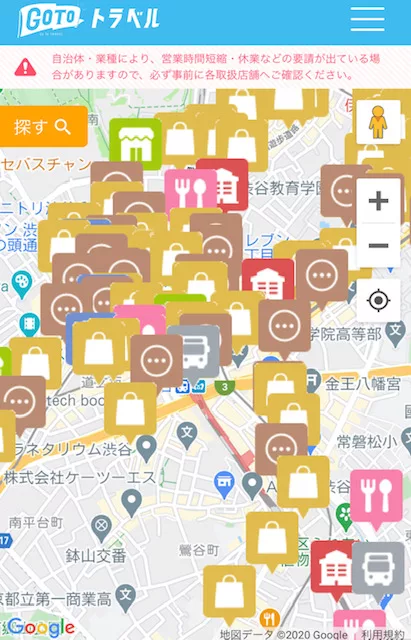 GOTO トラベル
自治体・業種により、営業時間短縮・休業などの要請が出ている場
合がありますので、必ず事前に各取扱店舗へご確認ください。
探す
セバスチャン
渋谷教育学園
ニトリ
レブン
丁目
の頭通
学院高等部
道
3
tech boo
金王八幡宮
ラネタリウム渋谷
常磐松小
株式会社ケーツーエス
南平台町
鉢山交番
鶯谷町
17
京都立第一商業高
Google
地図データ ©2020 Google
利用規約